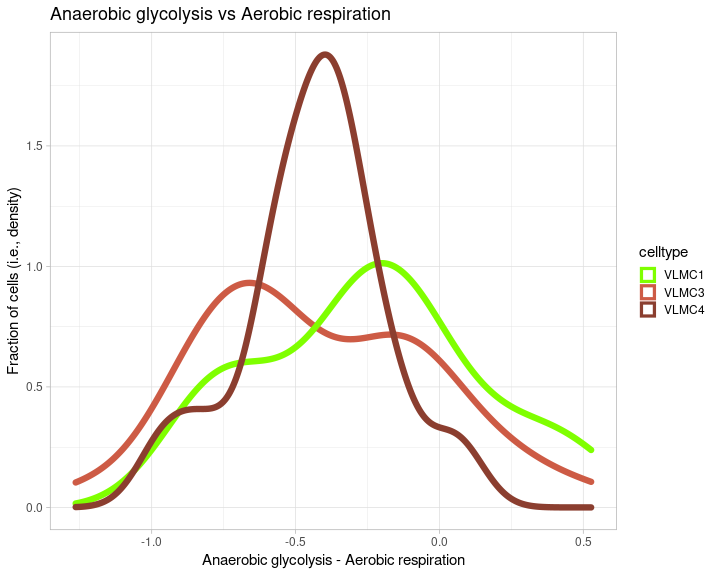 Anaerobic glycolysis vs Aerobic respiration
Fraction of cells (i.e., density)
1.5
1.0
0.5
0.0
-1.0
-0.5
0.0
0.5
Anaerobic glycolysis - Aerobic respiration
celltype
VLMC1
VLMC3
VLMC4